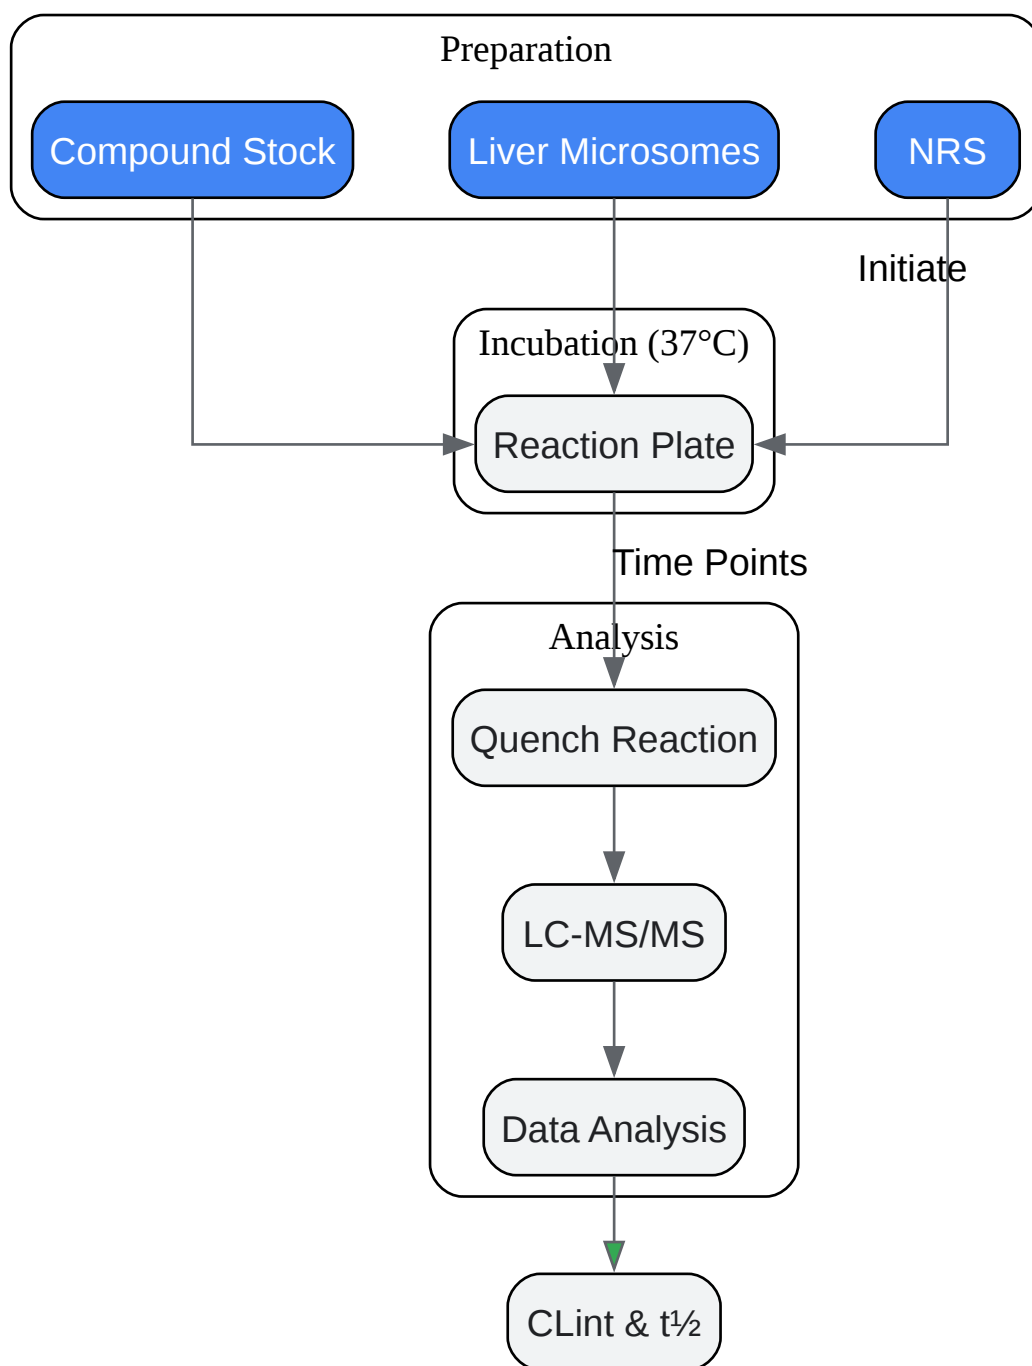 Preparation
Compound Stock
Liver Microsomes
NRS
Initiate
Incubation (37°C)
Reaction Plate
Time Points
Analysis
Quench Reaction
LC-MS/MS
Data Analysis
CLint & t½